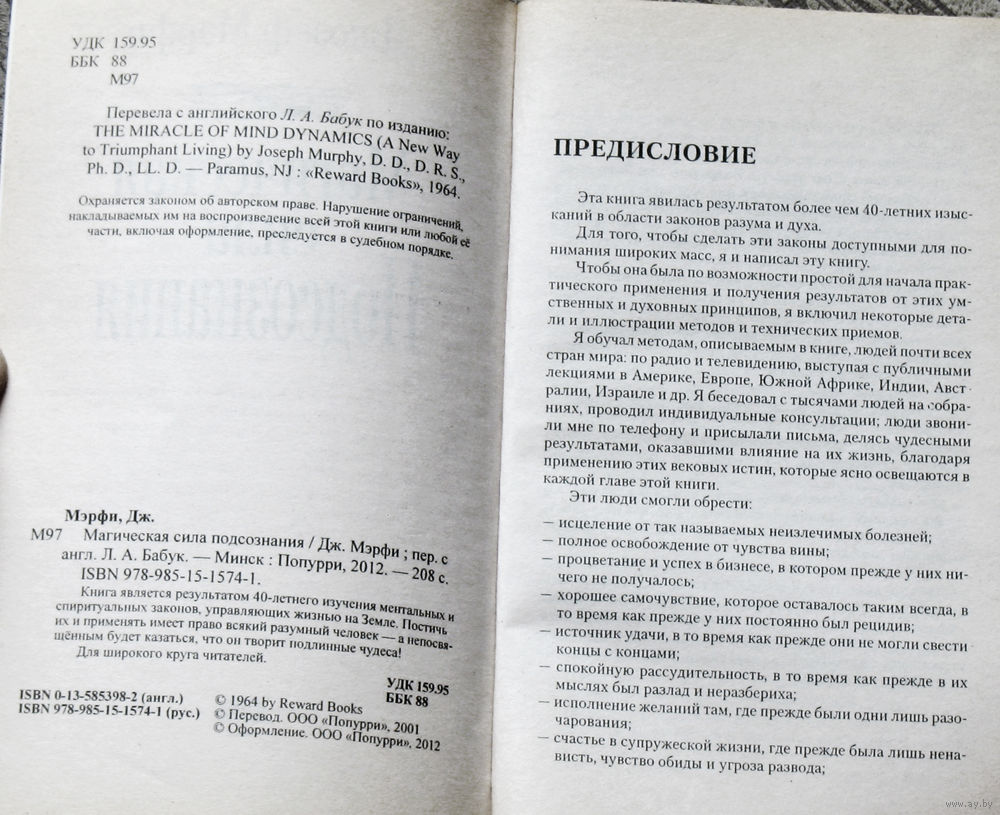 УДК 159.95
ББК 88
М97
Перевела с английского Л. А. Бабук по изданию:
THE MIRACLE OF MIND DYNAMICS (A New Way
to Triumphant Living) by Joseph Murphy, D. D., D. R. S.,
Ph. D., LL. D. — Paramus, NJ : «Reward Books», 1964.
Охраняется законом об авторском праве. Нарушение ограничений,
накладываемых им на воспроизведение всей этой книги или любой её
части, включая оформление, преследуется в судебном порядке.
Мэрфи, Дж.
М97 Магическая сила подсознания / Дж. Мэрфи ; пер. с
англ. Л. А. Бабук. — Минск : Попурри, 2012. — 208 с.
ISBN 978-985-15-1574-1.
Книга является результатом 40-летнего изучения ментальных и
спиритуальных законов, управляющих жизнью на Земле. Постичь
их и применять имеет право всякий разумный человек — а непосвя-
щённым будет казаться, что он творит подлинные чудеса!
Для широкого круга читателей.
УДК 159.95
ББК 88
ISBN 0-13-585398-2 (англ.)
ISBN 978-985-15-1574-1 (рус.)
© 1964 by Reward Books
© Перевод. ООО «Попурри», 2001
© Оформление. ООО «Попурри», 2012
ПРЕДИСЛОВИЕ
Эта книга явилась результатом более чем 40-летних изыс-
каний в области законов разума и духа.
Для того, чтобы сделать эти законы доступными для по-
нимания широких масс, я и написал эту книгу.
Чтобы она была по возможности простой для начала прак-
тического применения и получения результатов от этих ум-
ственных и духовных принципов, я включил некоторые дета-
ли и иллюстрации методов и технических приемов.
Я обучал методам, описываемым в книге, людей почти всех
стран мира: по радио и телевидению, выступая с публичными
лекциями в Америке, Европе, Южной Африке, Индии, Авст-
ралии, Израиле и др. Я беседовал с тысячами людей на собра-
ниях, проводил индивидуальные консультации; люди звони-
ли мне по телефону и присылали письма, делясь чудесными
результатами, оказавшими влияние на их жизнь, благодаря
применению этих вековых истин, которые ясно освещаются в
каждой главе этой книги.
Эти люди смогли обрести:
— исцеление от так называемых неизлечимых болезней;
— полное освобождение от чувства вины;
— процветание и успех в бизнесе, в котором прежде у них ни-
чего не получалось;
— хорошее самочувствие, которое оставалось таким всегда, в
то время как прежде у них постоянно был рецидив;
— источник удачи, в то время как прежде они не могли свести
концы с концами;
— спокойную рассудительность, в то время как прежде в их
мыслях был разлад и неразбериха;
— исполнение желаний там, где прежде были одни лишь разо-
чарования;
— счастье в супружеской жизни, где прежде была лишь нена-
висть, чувство обиды и угроза развода;
www.ay.by